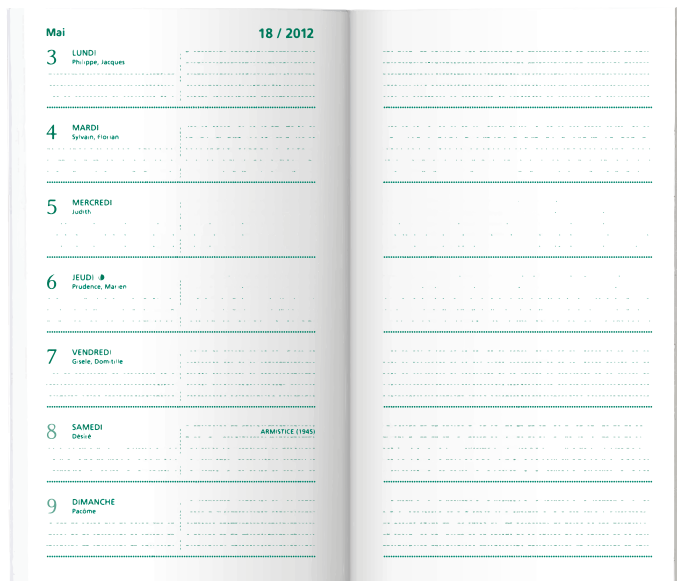 Mai 18 / 2012
3 LUNDI
Philippe, Jacques
4 MARDI
Sylvain, Florian
5 MERCREDI
Judith
6 JEUDI
Prudence, Marien
7 VENDREDI
Gisèle, Domitille
8 SAMEDI
ARMISTICE (1945)
Désiré
9 DIMANCHE
Pacôme